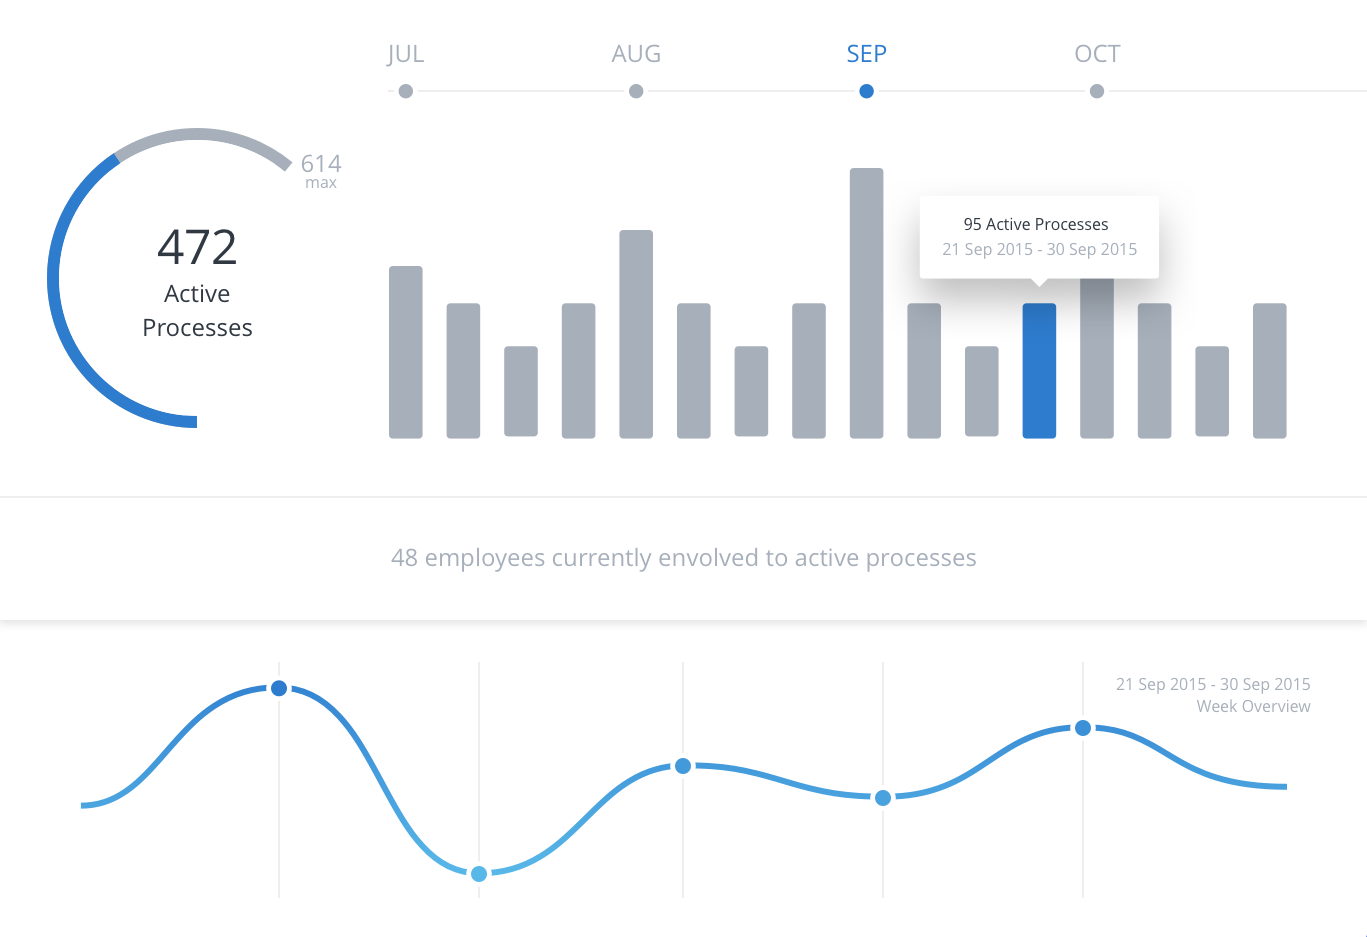 JUL
AUG
SEP
OCT
614
max
472
Active
Processes
95 Active Processes
21 Sep 2015 - 30 Sep 2015
48 employees currently envolved to active processes
21 Sep 2015 - 30 Sep 2015
Week Overview